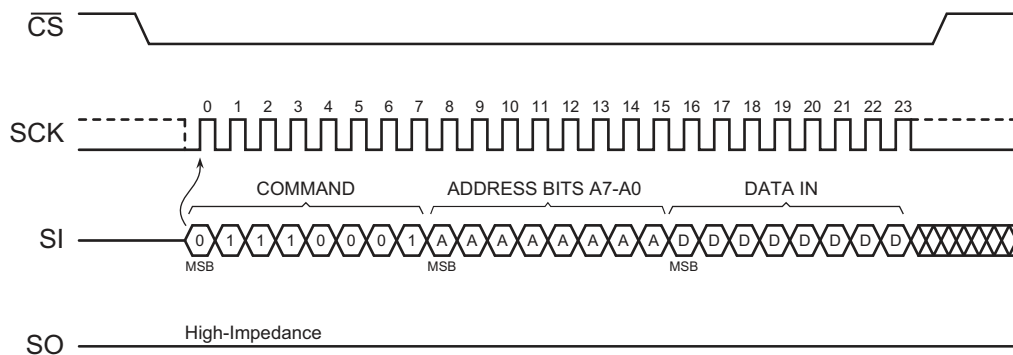 CS
0 1 2 3 4 5 6 7 8 9 10 11 12 13 14 15 16 17 18 19 20 21 22 23
SCK
COMMAND ADDRESS BITS A7-A0 DATA IN
SI 0 1 1 1 0 0 0 1 A A A A A A A A D D D D D D D D
MSB MSB MSB
High-Impedance
SO